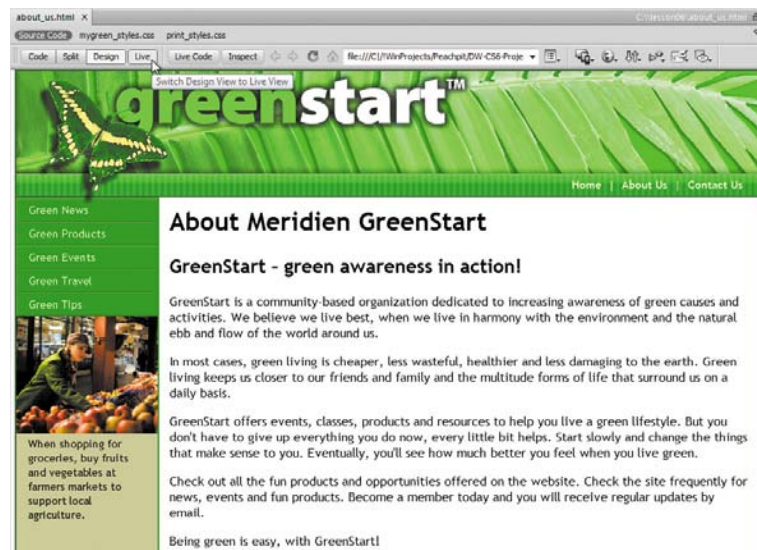 about_us.html X
Source Code mygreen_styles.css print_styles.css
Code Split Design Live Live Code Inspect file:///C|/!WinProjects/Peachpit/DW-CS6-Proje
Switch Design View to Live View
greenstart™
Home | About Us | Contact Us
Green News
Green Products
Green Events
Green Travel
Green Tips
When shopping for
groceries, buy fruits
and vegetables at
farmers markets to
support local
agriculture.
About Meridien GreenStart
GreenStart – green awareness in action!
GreenStart is a community-based organization dedicated to increasing awareness of green causes and
activities. We believe we live best, when we live in harmony with the environment and the natural
ebb and flow of the world around us.
In most cases, green living is cheaper, less wasteful, healthier and less damaging to the earth. Green
living keeps us closer to our friends and family and the multitude forms of life that surround us on a
daily basis.
GreenStart offers events, classes, products and resources to help you live a green lifestyle. But you
don't have to give up everything you do now, every little bit helps. Start slowly and change the things
that make sense to you. Eventually, you'll see how much better you feel when you live green.
Check out all the fun products and opportunities offered on the website. Check the site frequently for
news, events and fun products. Become a member today and you will receive regular updates by
email.
Being green is easy, with GreenStart!